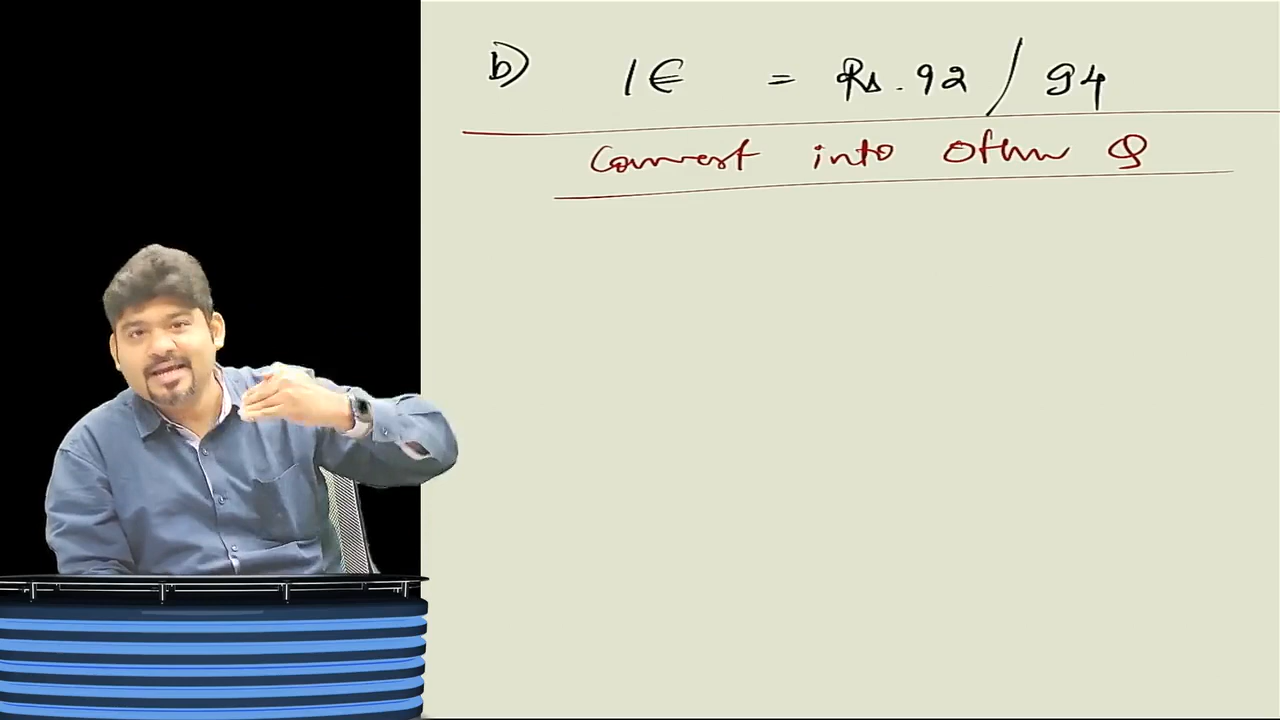 b) 1€ = Rs. 92 / 94
Convert into other Q